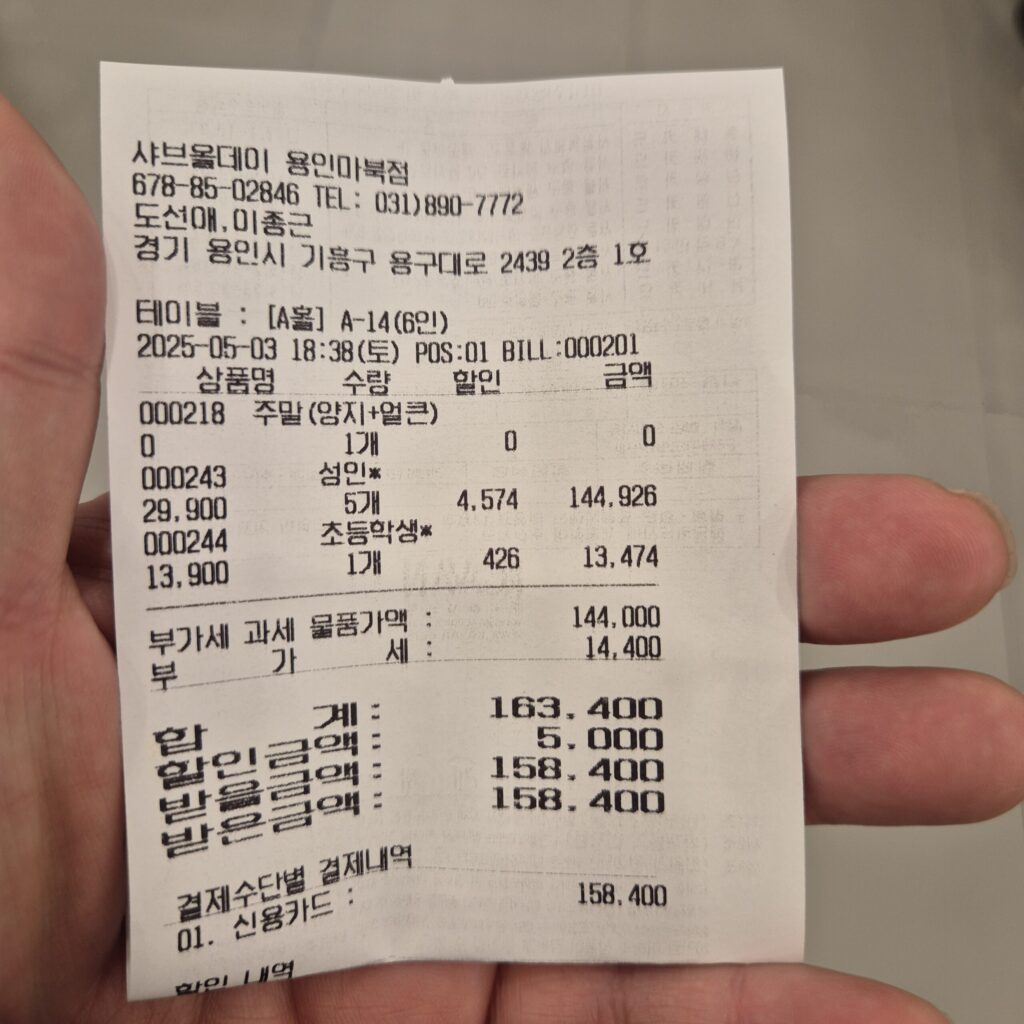 샤브올데이 용인마북점
678-85-02846 TEL: 031)890-7772
도선애,이종근
경기 용인시 기흥구 용구대로 2439 2층 1호
테이블 : [A홀] A-14(6인)
2025-05-03 18:38(토) POS:01 BILL:000201
상품명 수량 할인 금액
000218 주말(양지+얼큰)
0 1개 0 0
000243 성인*
29,900 5개 4,574 144,926
000244 초등학생*
13,900 1개 426 13,474
부가세 과세 물품가액 : 144,000
부 가 세 : 14,400
합 계 : 163,400
할인금액 : 5,000
받을금액 : 158,400
받은금액 : 158,400
결제수단별 결제내역
01. 신용카드 : 158,400
할인 내역